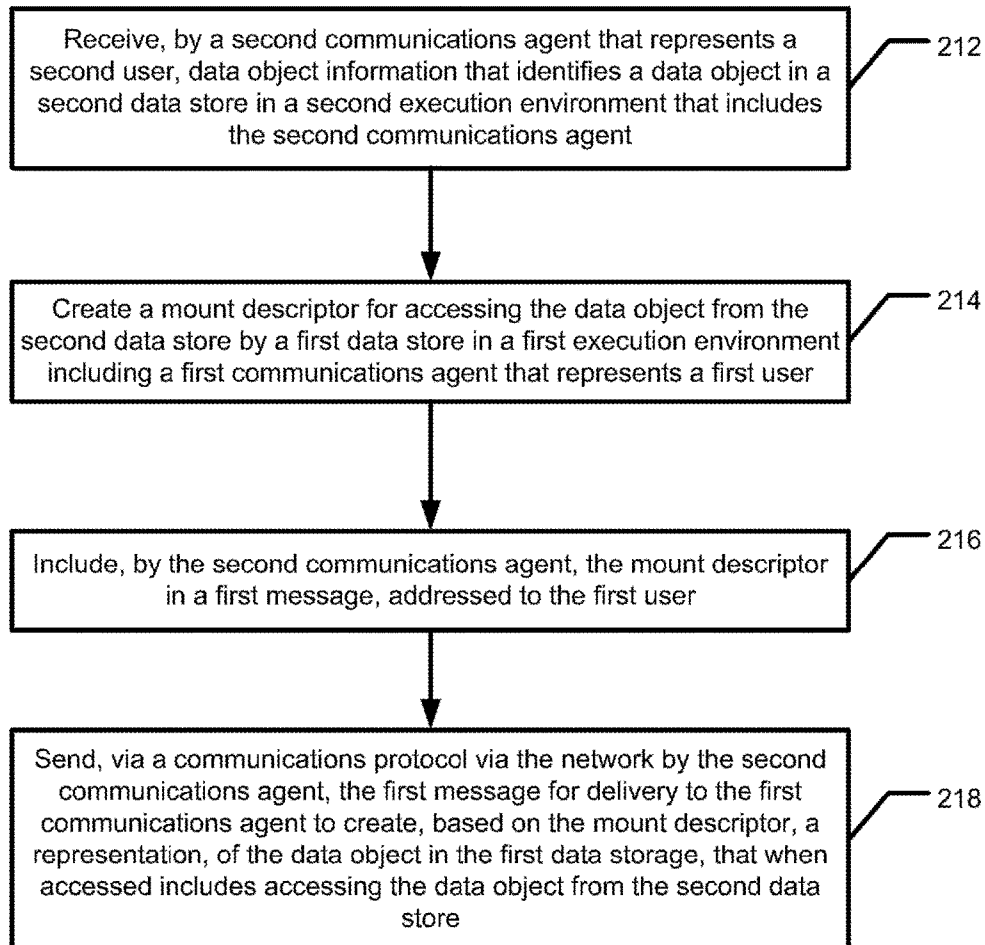 Receive, by a second communications agent that represents a
second user, data object information that identifies a data object in a
second data store in a second execution environment that includes
the second communications agent
212
Create a mount descriptor for accessing the data object from the
second data store by a first data store in a first execution environment
including a first communications agent that represents a first user
214
Include, by the second communications agent, the mount descriptor
in a first message, addressed to the first user
216
Send, via a communications protocol via the network by the second
communications agent, the first message for delivery to the first
communications agent to create, based on the mount descriptor, a
representation, of the data object in the first data storage, that when
accessed includes accessing the data object from the second data
store
218